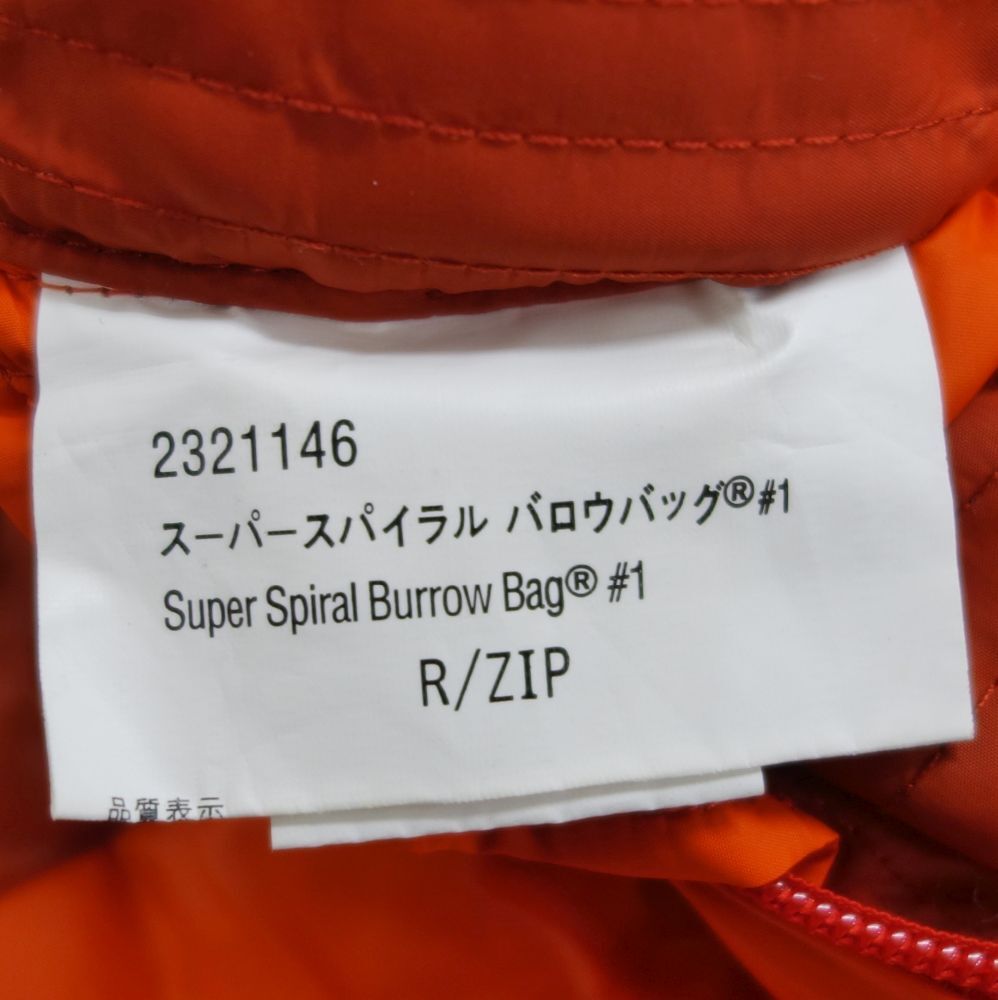 2321146
スーパースパイラル バロウバッグ®#1
Super Spiral Burrow Bag® #1
R/ZIP
品質表示